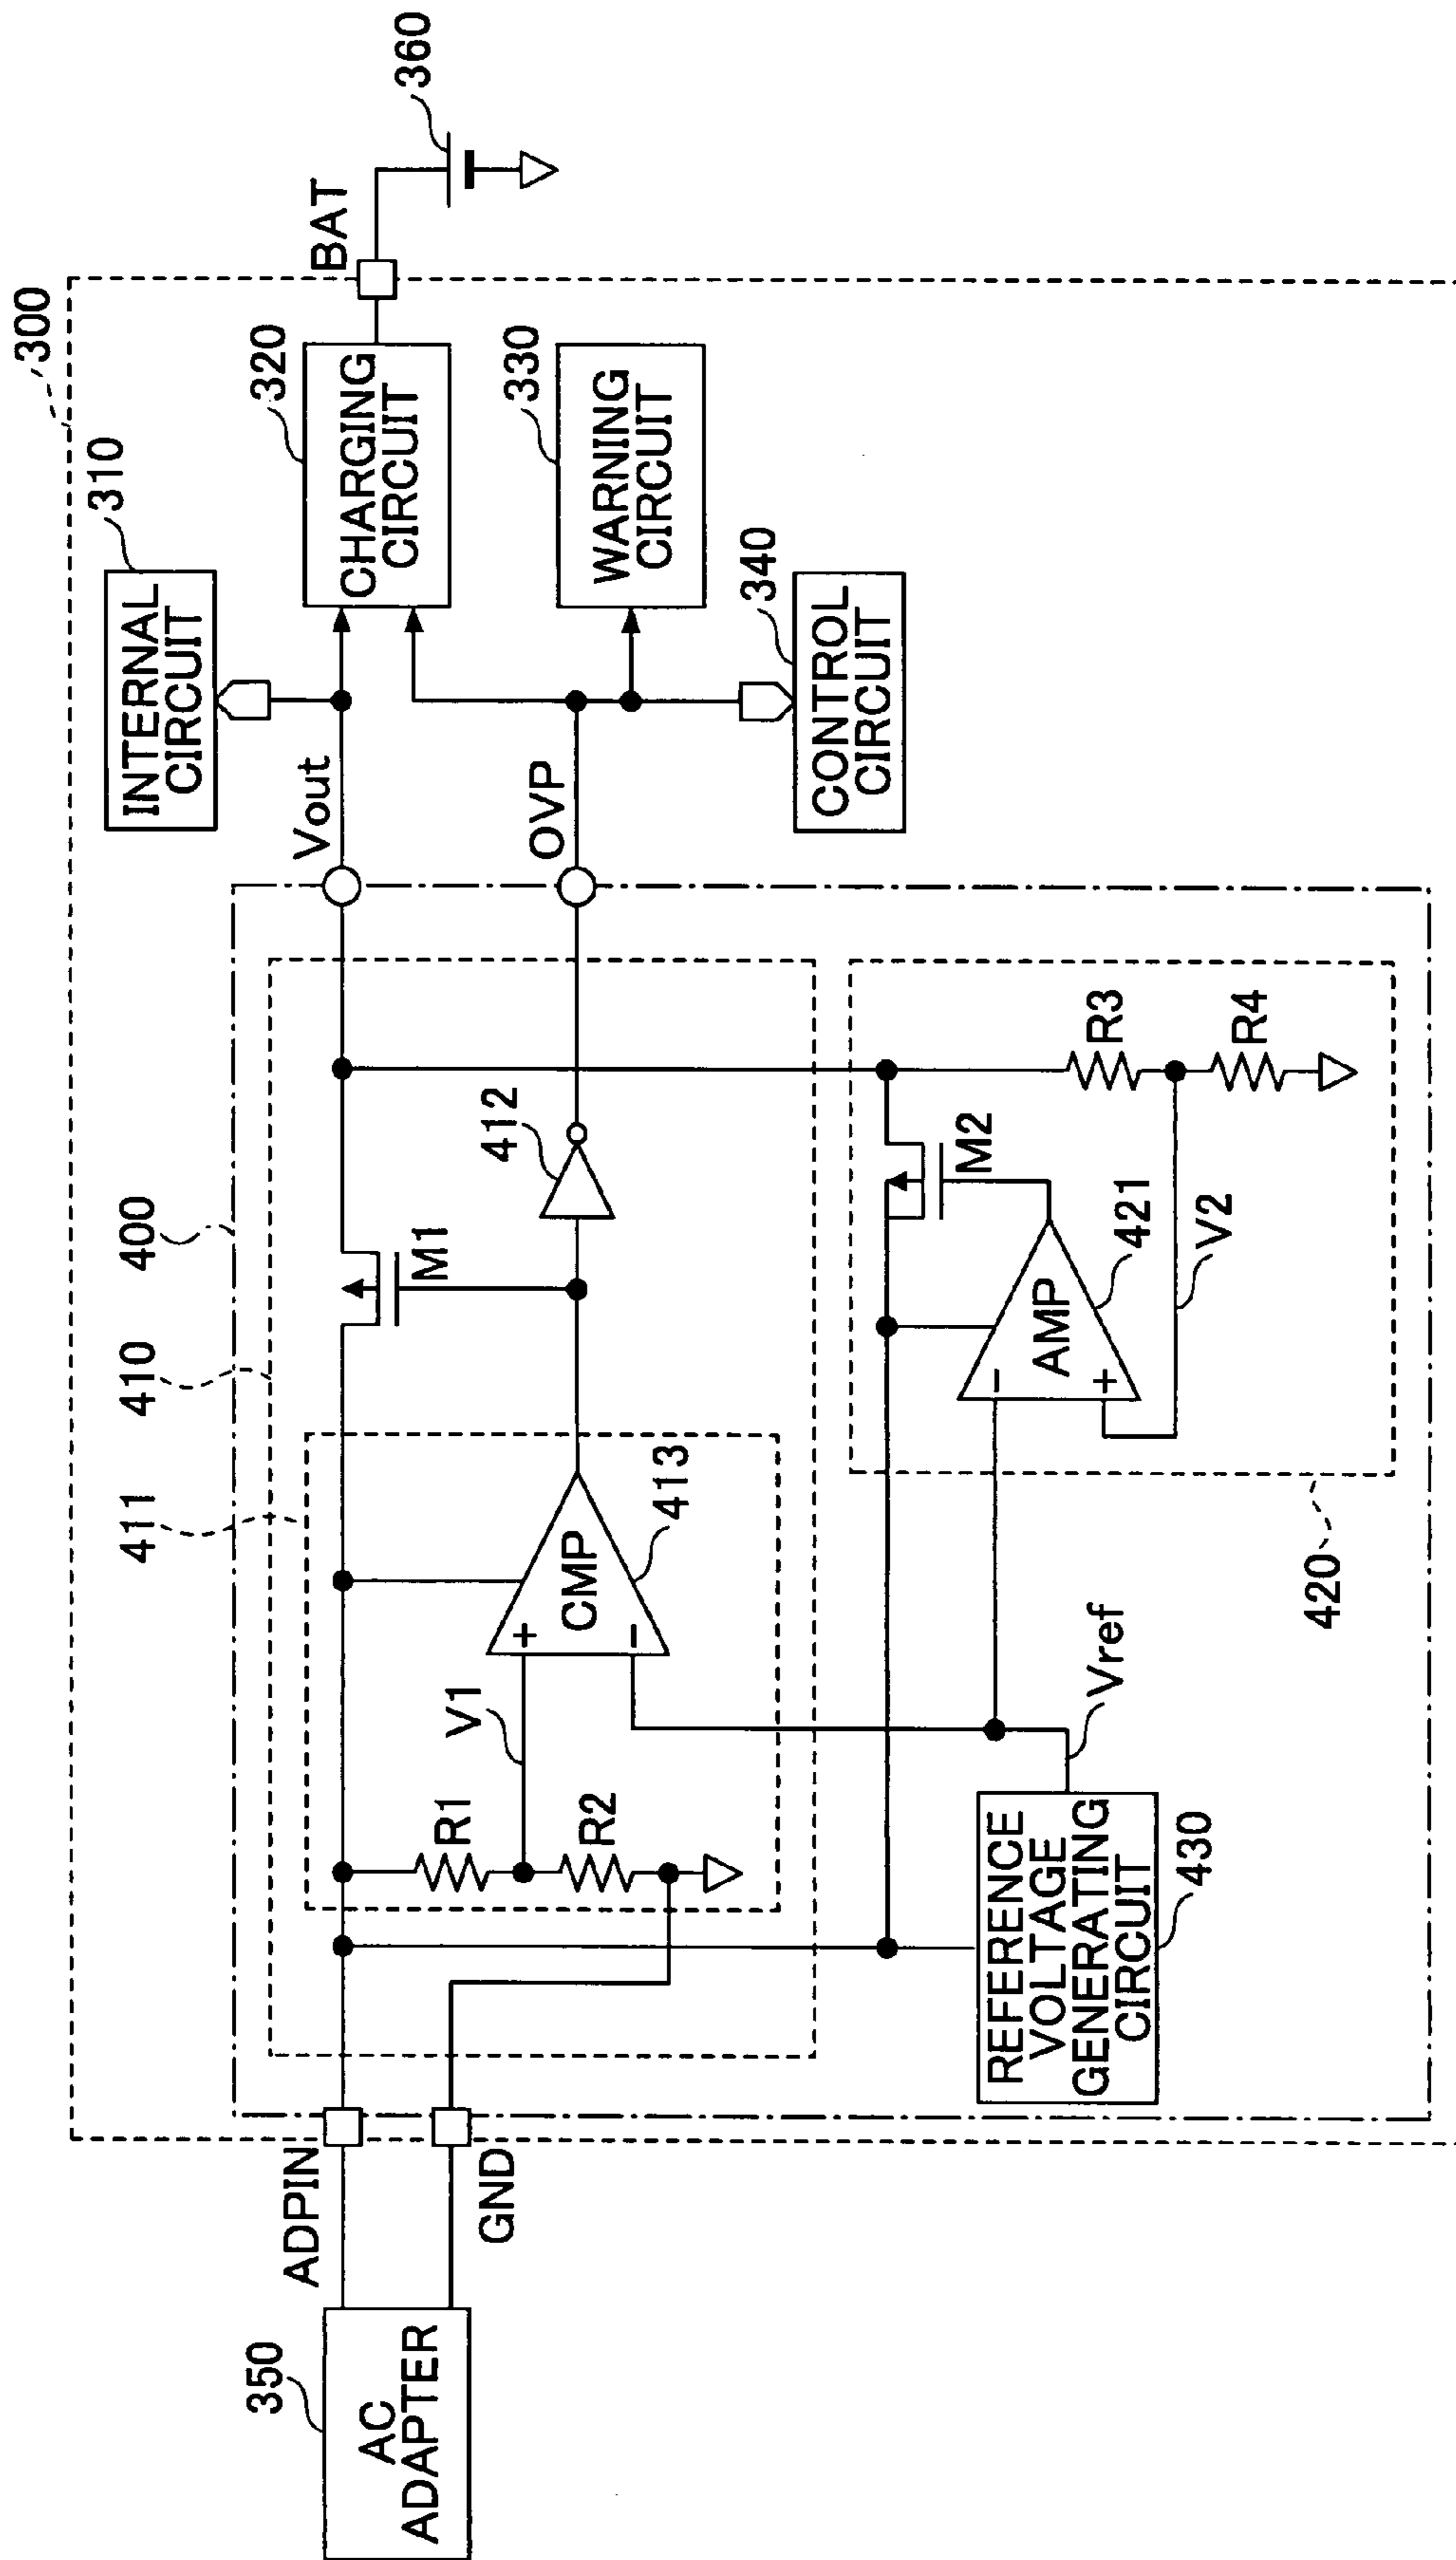 300
310
INTERNAL
CIRCUIT
320
CHARGING
CIRCUIT
BAT
360
330
WARNING
CIRCUIT
340
CONTROL
CIRCUIT
Vout
OVP
400
410
411
412
M1
CMP
413
V1
R1
R2
ADPIN
GND
350
AC
ADAPTER
M2
R3
R4
AMP
421
V2
420
Vref
REFERENCE
VOLTAGE
GENERATING
CIRCUIT
430
+
−
−
+